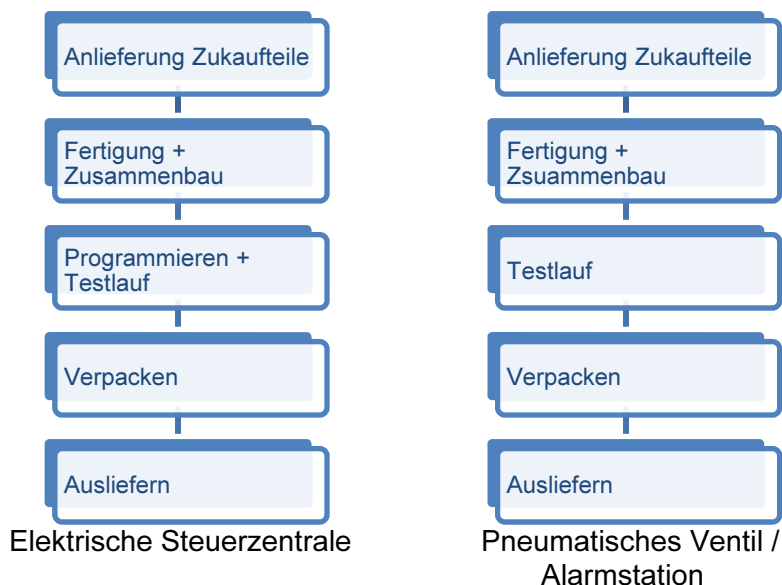 Anlieferung Zukaufteile
Fertigung +
Zusammenbau
Programmieren +
Testlauf
Verpacken
Ausliefern
Elektrische Steuerzentrale
Anlieferung Zukaufteile
Fertigung +
Zsuammenbau
Testlauf
Verpacken
Ausliefern
Pneumatisches Ventil /
Alarmstation